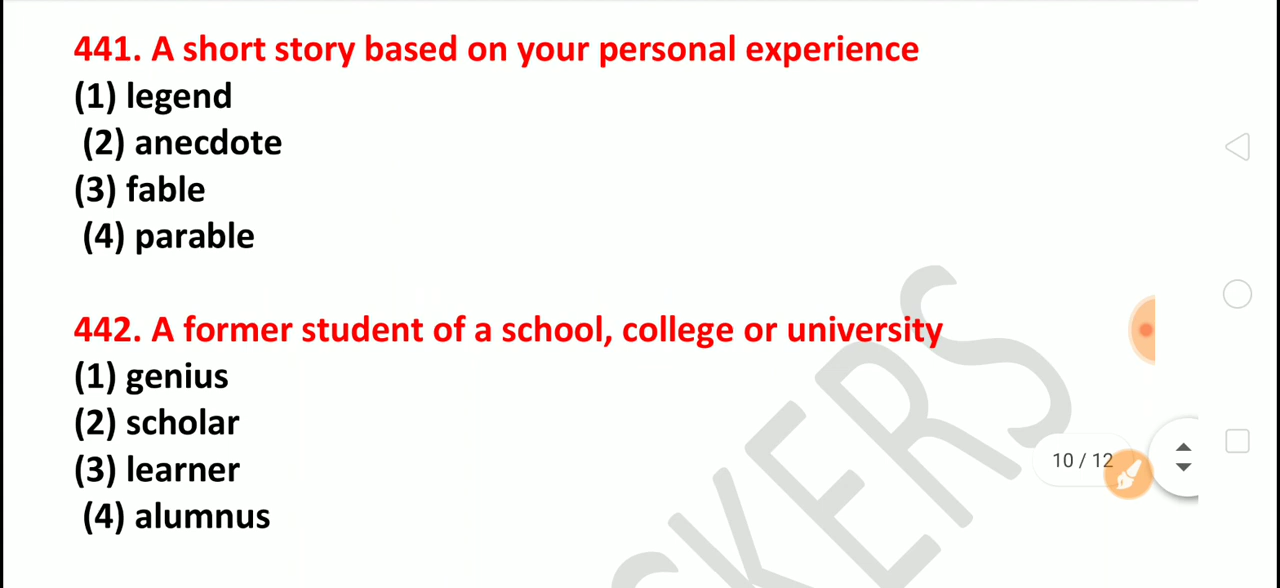 441. A short story based on your personal experience
(1) legend
(2) anecdote
(3) fable
(4) parable
442. A former student of a school, college or university
(1) genius
(2) scholar
(3) learner
(4) alumnus
10 / 12
KERS